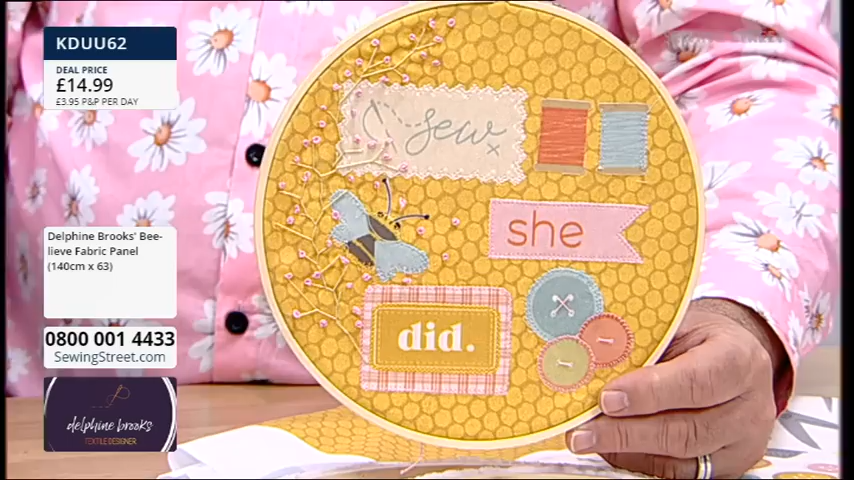 KDUU62
DEAL PRICE
£14.99
£3.95 P&P PER DAY
Delphine Brooks' Bee-
lieve Fabric Panel
(140cm x 63)
0800 001 4433
SewingStreet.com
delphine brooks
TEXTILE DESIGNER
sew
x
she
did.